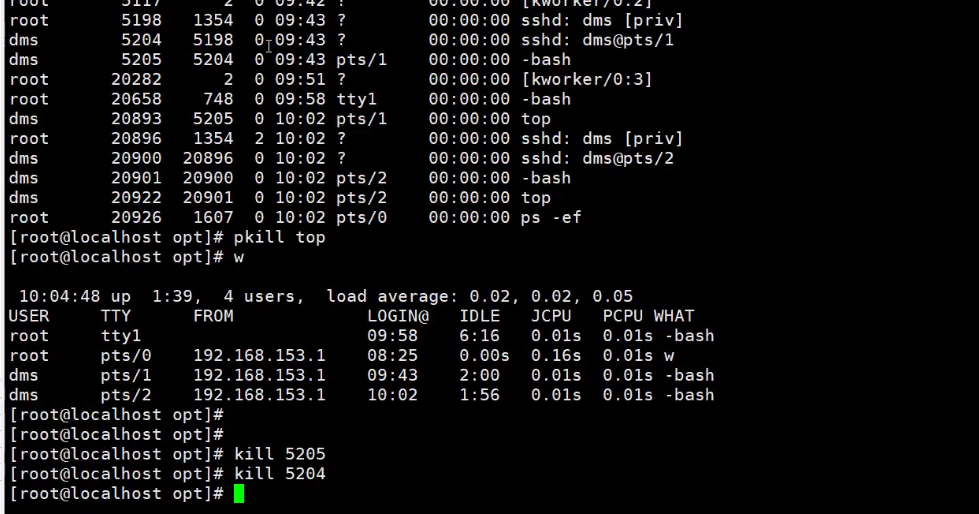 root      5117      2  0 09:42 ?        00:00:00 [kworker/0:2]
root      5198   1354  0 09:43 ?        00:00:00 sshd: dms [priv]
dms       5204   5198  0 09:43 ?        00:00:00 sshd: dms@pts/1
dms       5205   5204  0 09:43 pts/1    00:00:00 -bash
root     20282      2  0 09:51 ?        00:00:00 [kworker/0:3]
root     20658    748  0 09:58 tty1     00:00:00 -bash
dms      20893   5205  0 10:02 pts/1    00:00:00 top
root     20896   1354  2 10:02 ?        00:00:00 sshd: dms [priv]
dms      20900  20896  0 10:02 ?        00:00:00 sshd: dms@pts/2
dms      20901  20900  0 10:02 pts/2    00:00:00 -bash
dms      20922  20901  0 10:02 pts/2    00:00:00 top
root     20926   1607  0 10:02 pts/0    00:00:00 ps -ef
[root@localhost opt]# pkill top
[root@localhost opt]# w
 10:04:48 up  1:39,  4 users,  load average: 0.02, 0.02, 0.05
USER     TTY      FROM             LOGIN@   IDLE   JCPU   PCPU WHAT
root     tty1                      09:58    6:16   0.01s  0.01s -bash
root     pts/0    192.168.153.1    08:25    0.00s  0.16s  0.01s w
dms      pts/1    192.168.153.1    09:43    2:00   0.01s  0.01s -bash
dms      pts/2    192.168.153.1    10:02    1:56   0.01s  0.01s -bash
[root@localhost opt]#
[root@localhost opt]#
[root@localhost opt]# kill 5205
[root@localhost opt]# kill 5204
[root@localhost opt]#